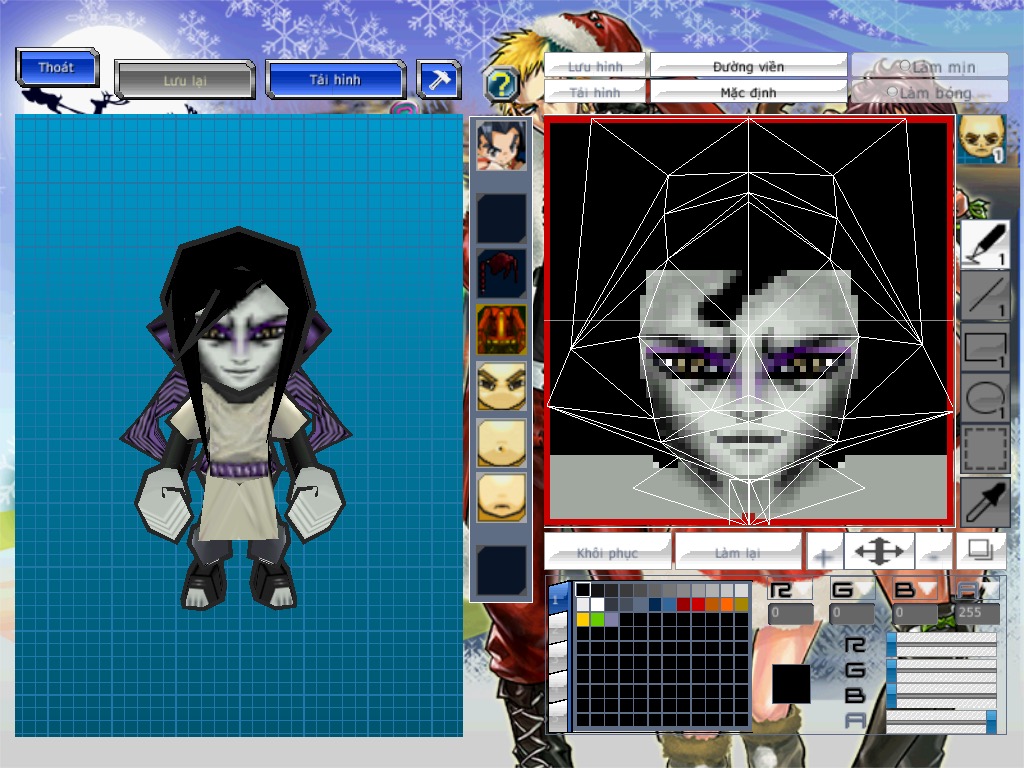 Thoát
Lưu lại
Tải hình
?
Lưu hình
Đường viền
Làm mịn
Tải hình
Mặc định
Làm bóng
1
1
1
1
1
Khôi phục
Làm lại
+
-
1
R
G
B
A
0
0
0
255
R
G
B
A